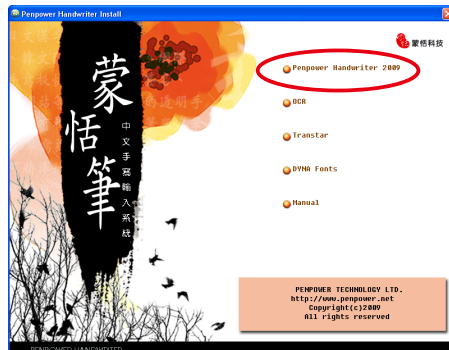 Penpower Handwriter Install
蒙恬科技
蒙恬筆
中文手寫輸入系統
Penpower Handwriter 2009
OCR
Transtar
DYNA Fonts
Manual
PENPOWER TECHNOLOGY LTD.
http://www.penpower.net
Copyright(c)2009
All rights reserved